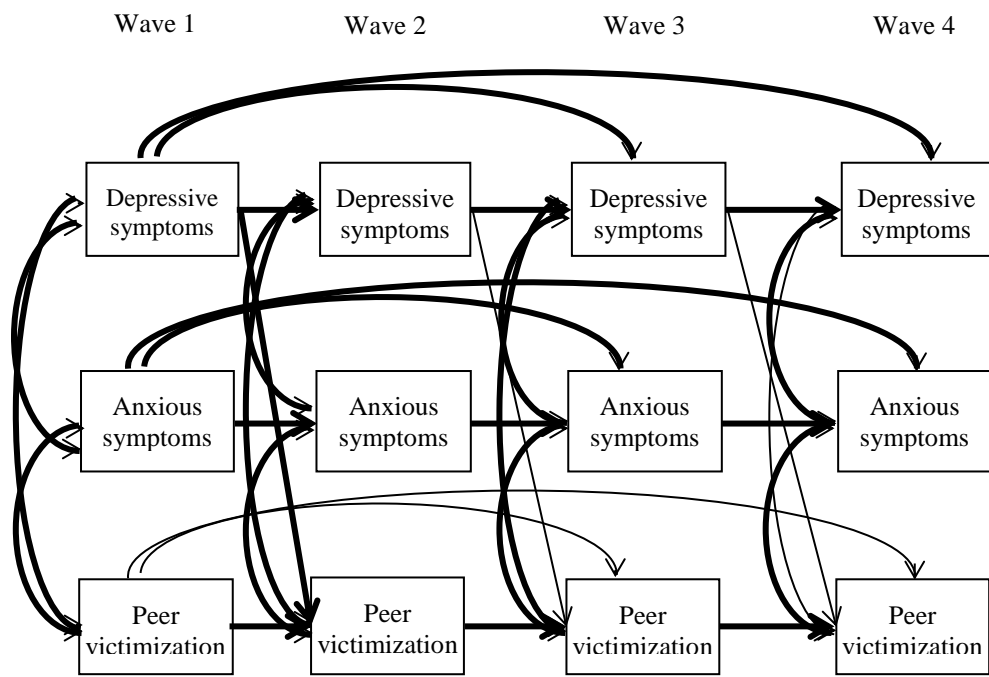 Wave 1
Wave 2
Wave 3
Wave 4
Depressive
symptoms
Depressive
symptoms
Depressive
symptoms
Depressive
symptoms
Anxious
symptoms
Anxious
symptoms
Anxious
symptoms
Anxious
symptoms
Peer
victimization
Peer
victimization
Peer
victimization
Peer
victimization